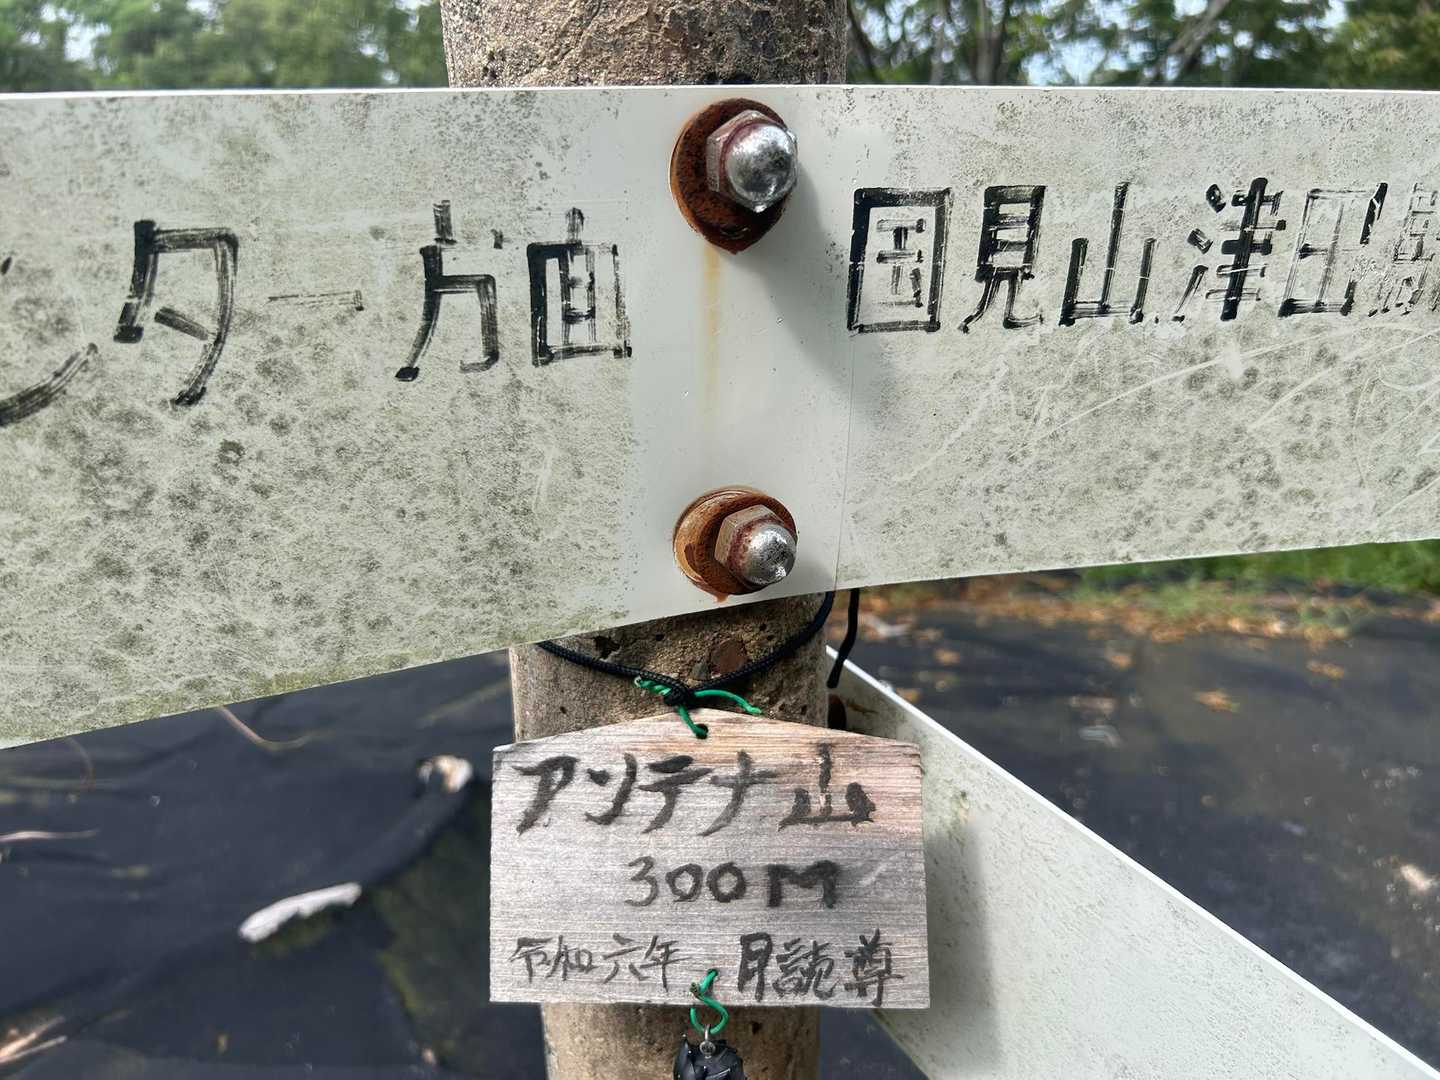 ンター方面
国見山 津田
アンテナ山
300M
令和六年 月読尊